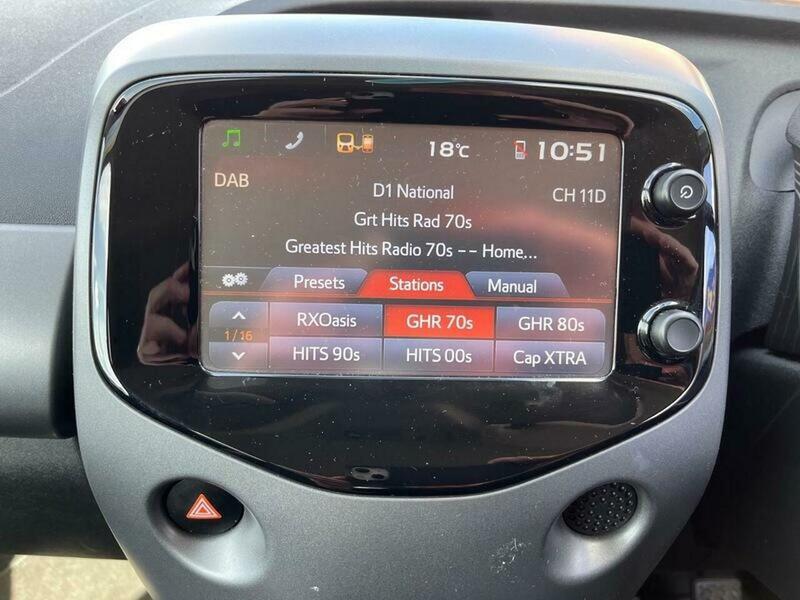 18°C 10:51
DAB
D1 National CH 11D
Grt Hits Rad 70s
Greatest Hits Radio 70s -- Home...
Presets Stations Manual
RXOasis GHR 70s GHR 80s
1/16
HITS 90s HITS 00s Cap XTRA